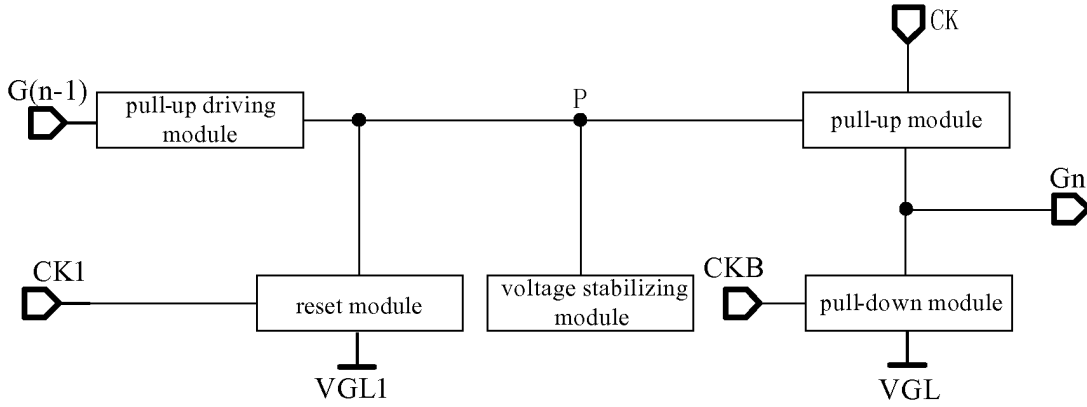 CK
G(n-1)
pull-up driving
module
P
pull-up module
Gn
CK1
reset module
voltage stabilizing
module
CKB
pull-down module
VGL1
VGL